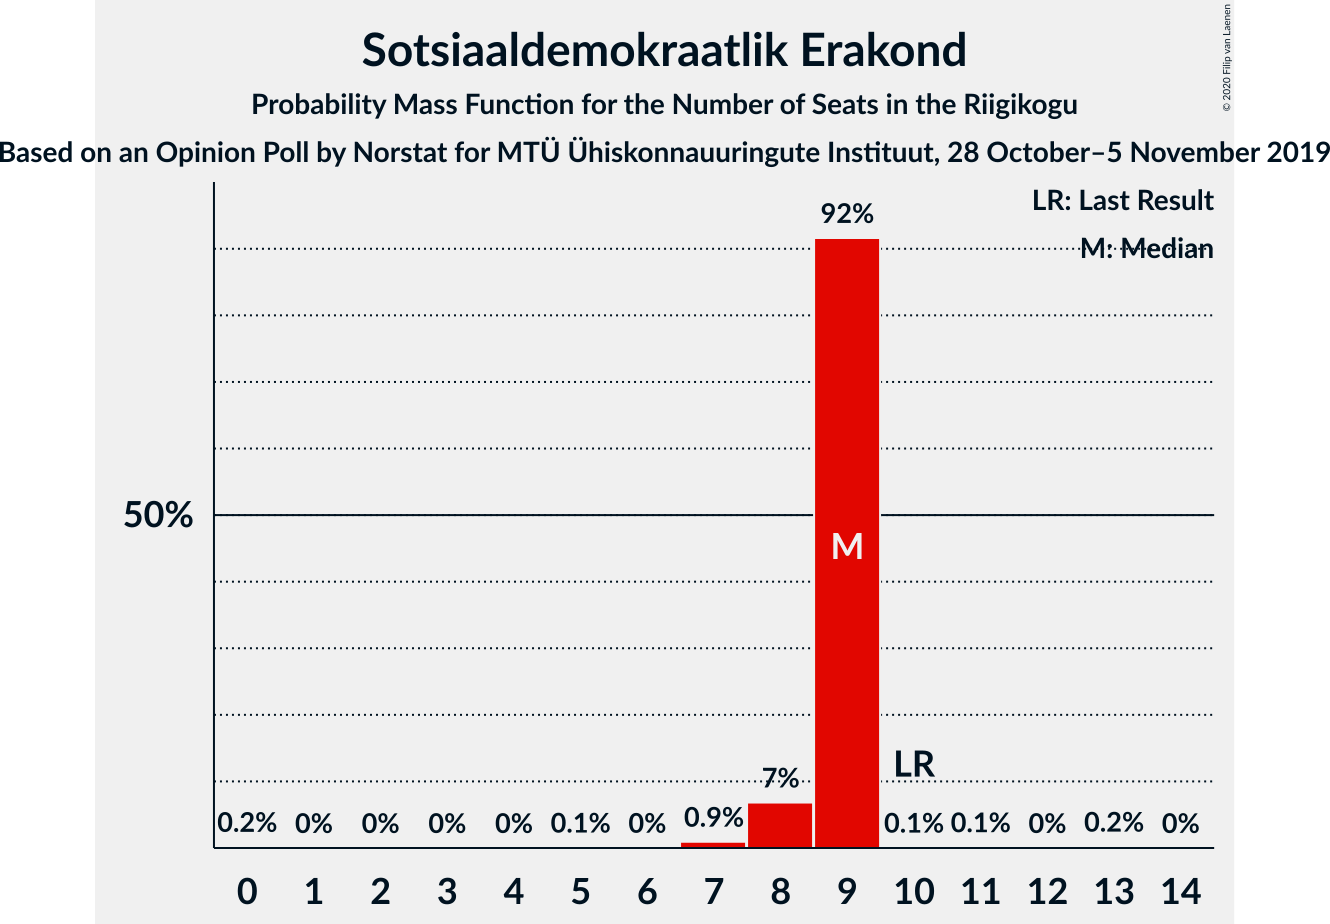 Sotsiaaldemokraatlik Erakond
Probability Mass Function for the Number of Seats in the Riigikogu
Based on an Opinion Poll by Norstat for MTÜ Ühiskonnauuringute Instituut, 28 October–5 November 2019
© 2020 Filip van Laenen
LR: Last Result
M: Median
92%
50%
M
LR
7%
0.2% 0% 0% 0% 0% 0.1% 0% 0.9% 0.1% 0.1% 0% 0.2% 0%
0 1 2 3 4 5 6 7 8 9 10 11 12 13 14